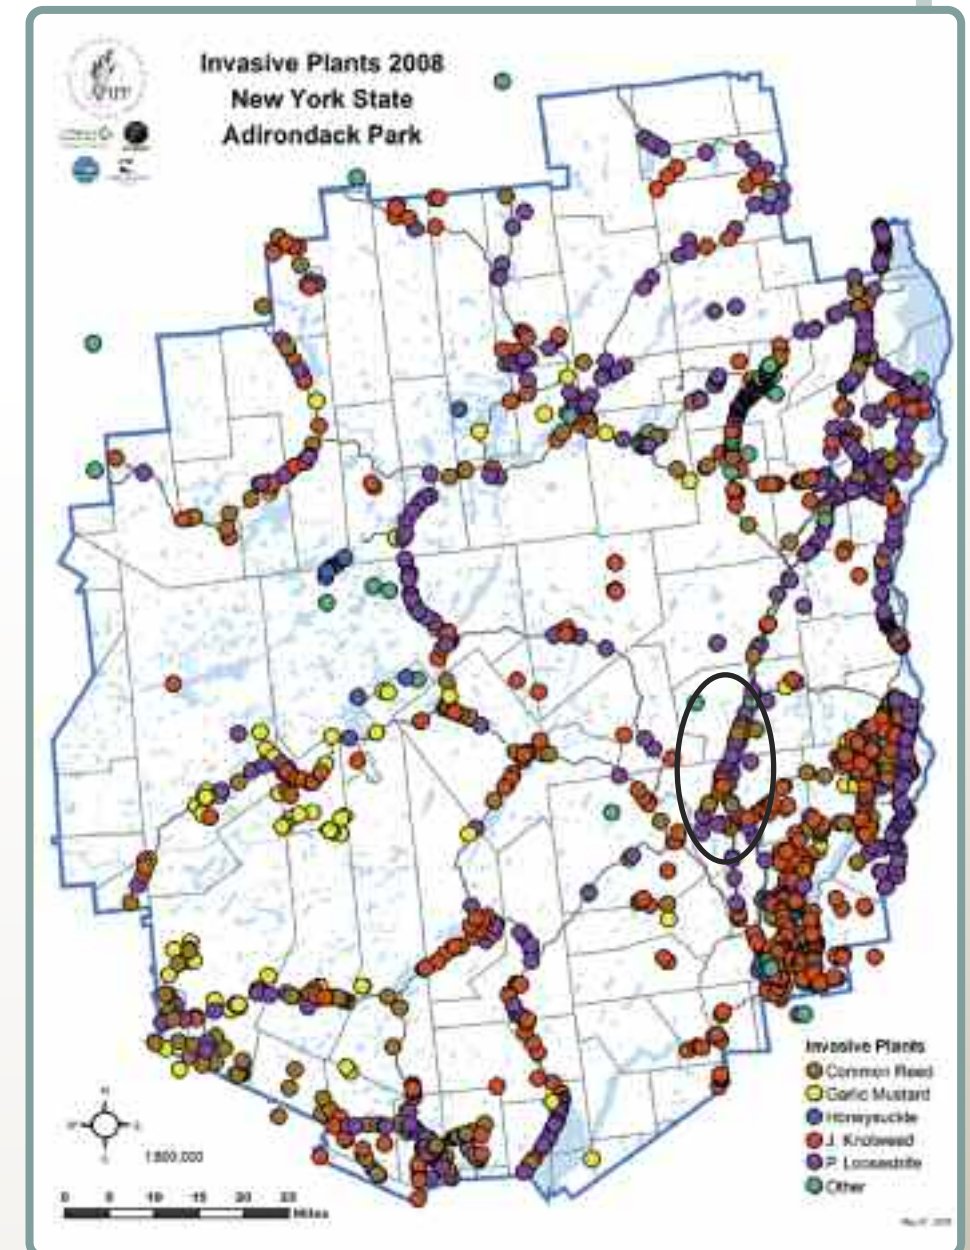 Invasive Plants 2008
New York State
Adirondack Park
Invasive Plants
Common Reed
Garlic Mustard
Honeysuckle
J. Knotweed
P. Loosestrife
Other
N
1:800,000
0 5 10 15 20 25
Miles